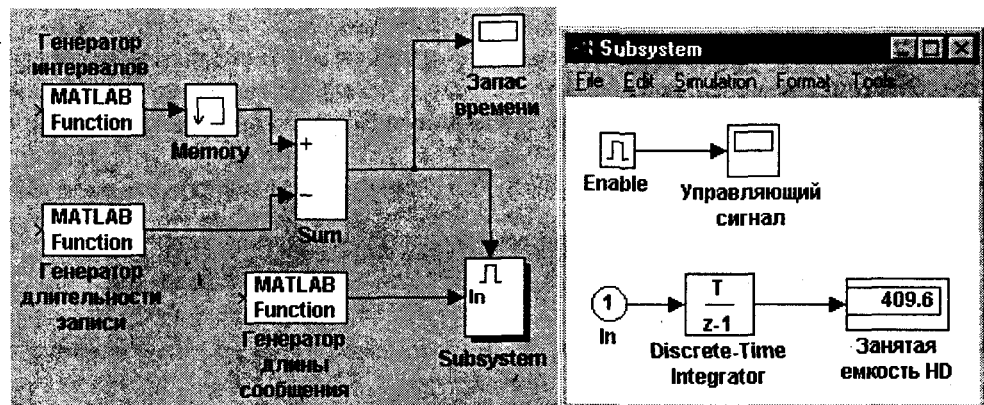 Генератор
интервалов
MATLAB
Function
Memory
+
−
Sum
Запас
времени
MATLAB
Function
Генератор
длительности
записи
MATLAB
Function
Генератор
длины
сообщения
In
Subsystem
Subsystem
File Edit Simulation Format Tools
Enable
Управляющий
сигнал
1
In
T
z-1
Discrete-Time
Integrator
409.6
Занятая
емкость HD